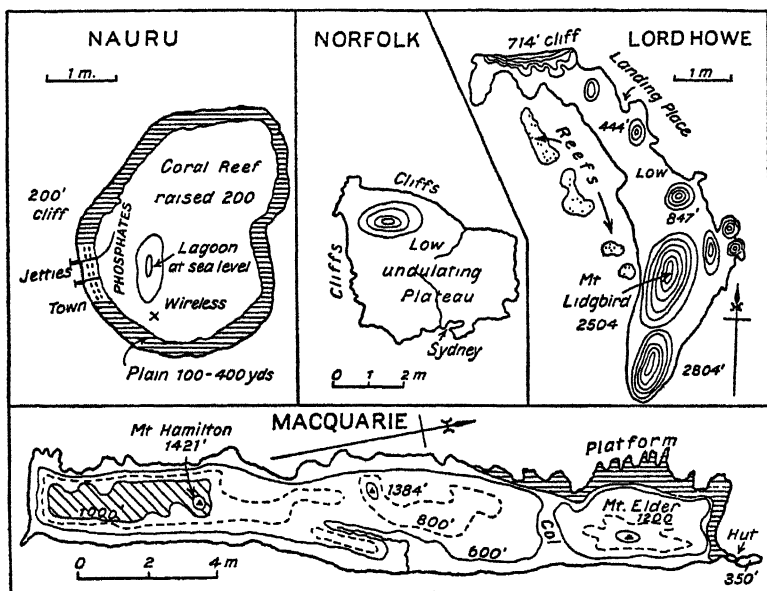 NAURU
1 m.
Coral Reef
raised 200
200'
cliff
PHOSPHATES
Lagoon
at sea level
Jetties
Town
Wireless
Plain 100-400 yds
NORFOLK
Cliffs
Cliffs
Low
undulating
Plateau
Sydney
0 1 2 m
LORD HOWE
714' cliff
1 m
Landing Place
444'
Reefs
Low
847'
Mt
Lidgbird
2504
2804'
MACQUARIE
Mt Hamilton
1421'
1000
1384'
800'
600'
Col
Platform
Mt. Elder
1200
Hut
350'
0 2 4 m